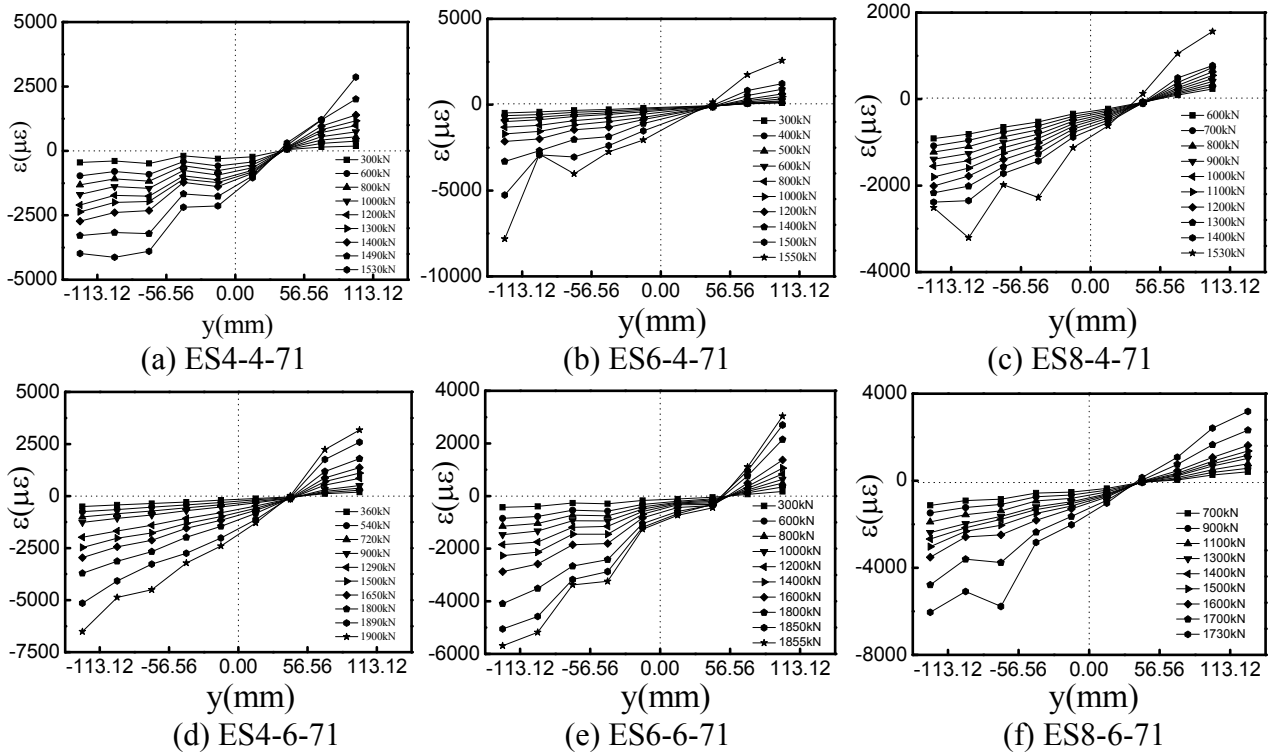 5000
2500
0
-2500
5000
ε(με)
300kN
600kN
800kN
1000kN
1200kN
1300kN
1400kN
1490kN
1530kN
-113.12 -56.56 0.00 56.56 113.12
y(mm)
(a) ES4-4-71
5000
0
-5000
-10000
ε(με)
300kN
400kN
500kN
600kN
800kN
1000kN
1200kN
1400kN
1500kN
1550kN
-113.12 -56.56 0.00 56.56 113.12
y(mm)
(b) ES6-4-71
2000
0
-2000
-4000
ε(με)
600kN
700kN
800kN
900kN
1000kN
1100kN
1200kN
1300kN
1400kN
1530kN
-113.12 -56.56 0.00 56.56 113.12
y(mm)
(c) ES8-4-71
5000
2500
0
-2500
-5000
-7500
ε(με)
360kN
540kN
720kN
900kN
1290kN
1500kN
1650kN
1800kN
1890kN
1900kN
-113.12 -56.56 0.00 56.56 113.12
y(mm)
(d) ES4-6-71
4000
2000
0
-2000
-4000
-6000
ε(με)
300kN
600kN
800kN
1000kN
1200kN
1400kN
1600kN
1800kN
1850kN
1855kN
-113.12 -56.56 0.00 56.56 113.12
y(mm)
(e) ES6-6-71
4000
0
-4000
-8000
ε(με)
700kN
900kN
1100kN
1300kN
1400kN
1500kN
1600kN
1700kN
1730kN
-113.12 -56.56 0.00 56.56 113.12
y(mm)
(f) ES8-6-71